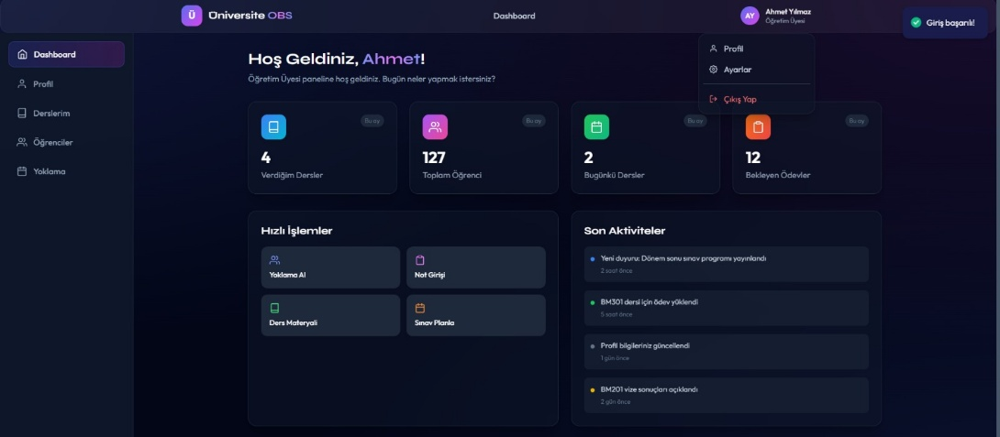 Ü Üniversite OBS
Dashboard
AY Ahmet Yılmaz
Öğretim Üyesi
Giriş başarılı!
Profil
Ayarlar
Çıkış Yap
Dashboard
Profil
Derslerim
Öğrenciler
Yoklama
Hoş Geldiniz, Ahmet!
Öğretim Üyesi paneline hoş geldiniz. Bugün neler yapmak istersiniz?
Bu ay
4
Verdiğim Dersler
Bu ay
127
Toplam Öğrenci
Bu ay
2
Bugünkü Dersler
Bu ay
12
Bekleyen Ödevler
Hızlı İşlemler
Yoklama Al
Not Girişi
Ders Materyali
Sınav Planla
Son Aktiviteler
Yeni duyuru: Dönem sonu sınav programı yayınlandı
2 saat önce
BM301 dersi için ödev yüklendi
5 saat önce
Profil bilgileriniz güncellendi
1 gün önce
BM201 vize sonuçları açıklandı
2 gün önce